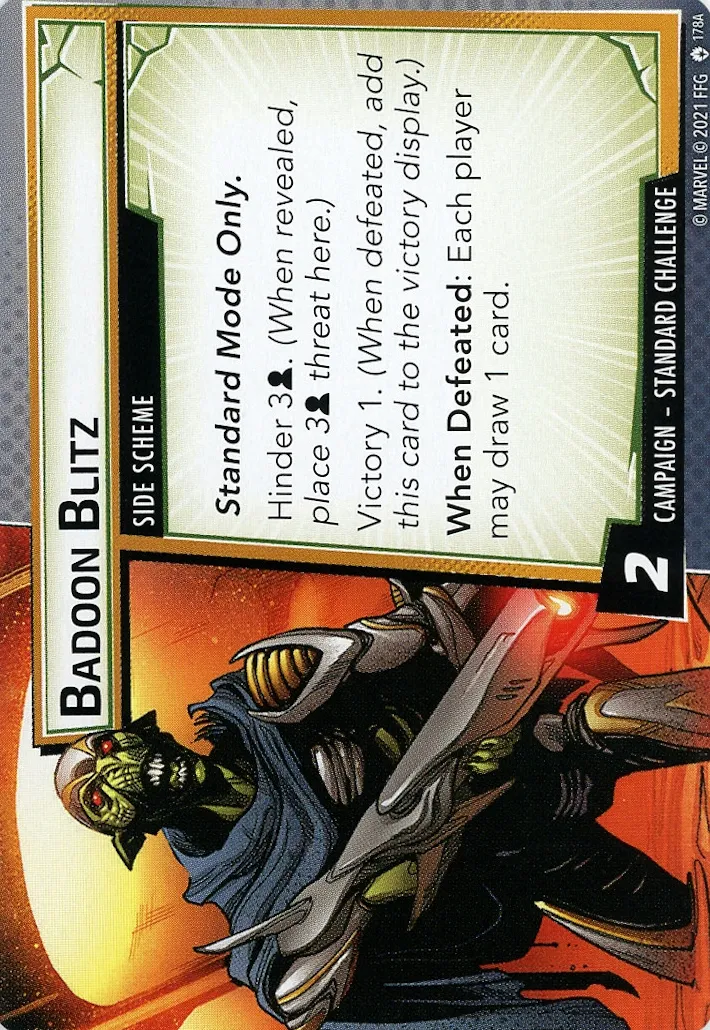 BADOON BLITZ
SIDE SCHEME
Standard Mode Only.
Hinder 3. (When revealed,
place 3 threat here.)
Victory 1. (When defeated, add
this card to the victory display.)
When Defeated: Each player
may draw 1 card.
2
CAMPAIGN – STANDARD CHALLENGE
© MARVEL © 2021 FFG 178A